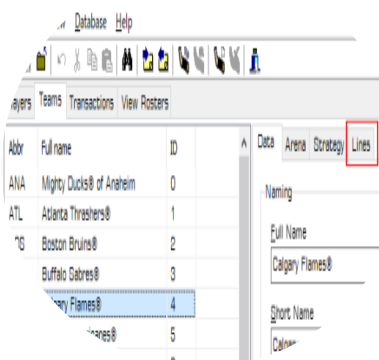 Database Help
Teams Transactions View Rosters
Abbr Full name ID
Data Arena Strategy Lines
ANA Mighty Ducks® of Anaheim 0
Naming
ATL Atlanta Thrashers® 1
Boston Bruins® 2
Full Name
Buffalo Sabres® 3
Calgary Flames®
Flames® 4
Short Name
5